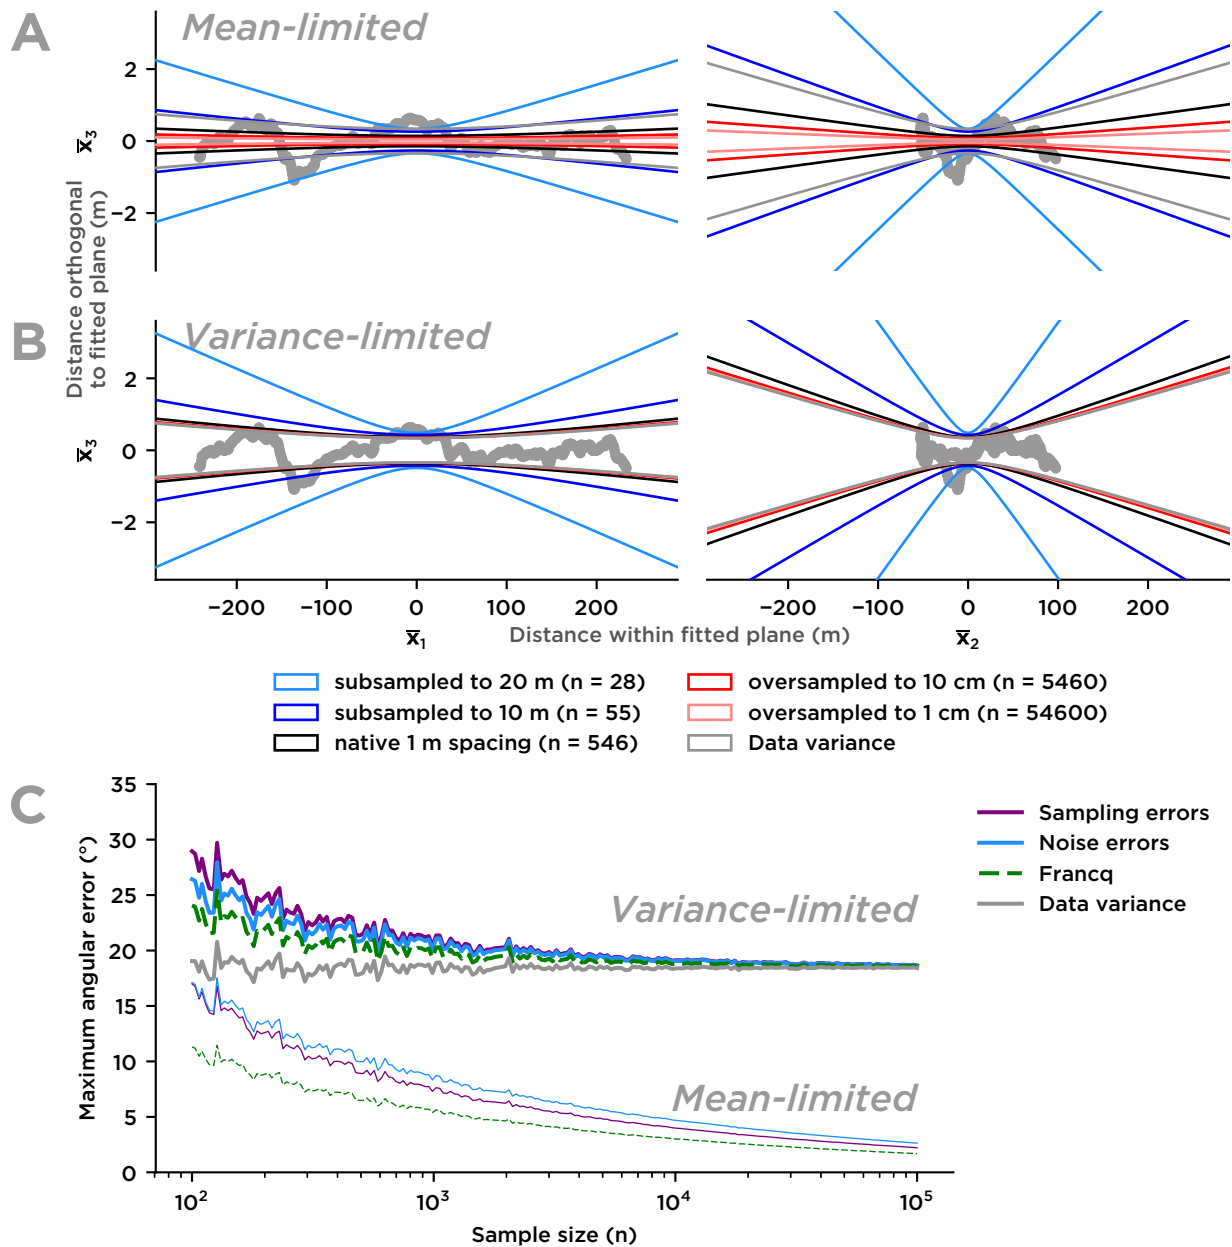 A
Mean-limited
2
0
−2
x̄₃
Distance orthogonal
to fitted plane (m)
B
Variance-limited
2
0
−2
x̄₃
−200 −100 0 100 200
−200 −100 0 100 200
x̄₁
Distance within fitted plane (m)
x̄₂
subsampled to 20 m (n = 28)
subsampled to 10 m (n = 55)
native 1 m spacing (n = 546)
oversampled to 10 cm (n = 5460)
oversampled to 1 cm (n = 54600)
Data variance
C
35
30
25
20
15
10
5
0
Maximum angular error (°)
Variance-limited
Mean-limited
Sampling errors
Noise errors
Francq
Data variance
10² 10³ 10⁴ 10⁵
Sample size (n)